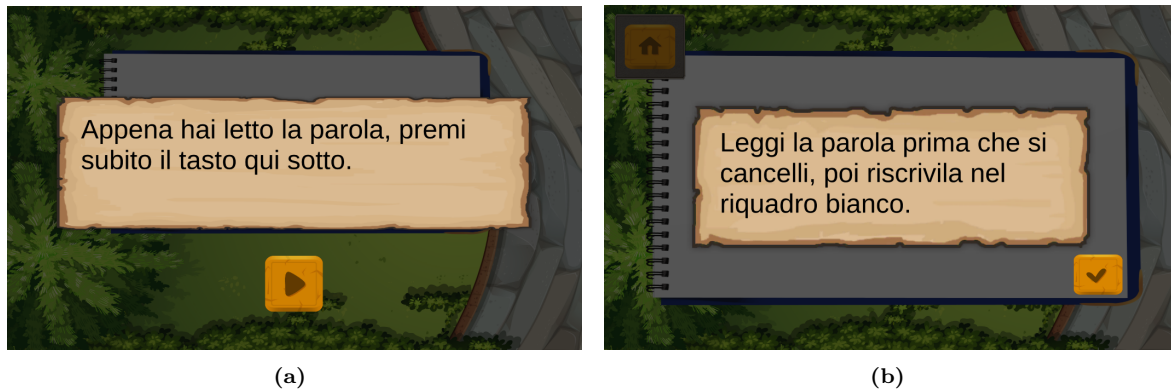 Appena hai letto la parola, premi
subito il tasto qui sotto.
Leggi la parola prima che si
cancelli, poi riscrivila nel
riquadro bianco.
(a)
(b)